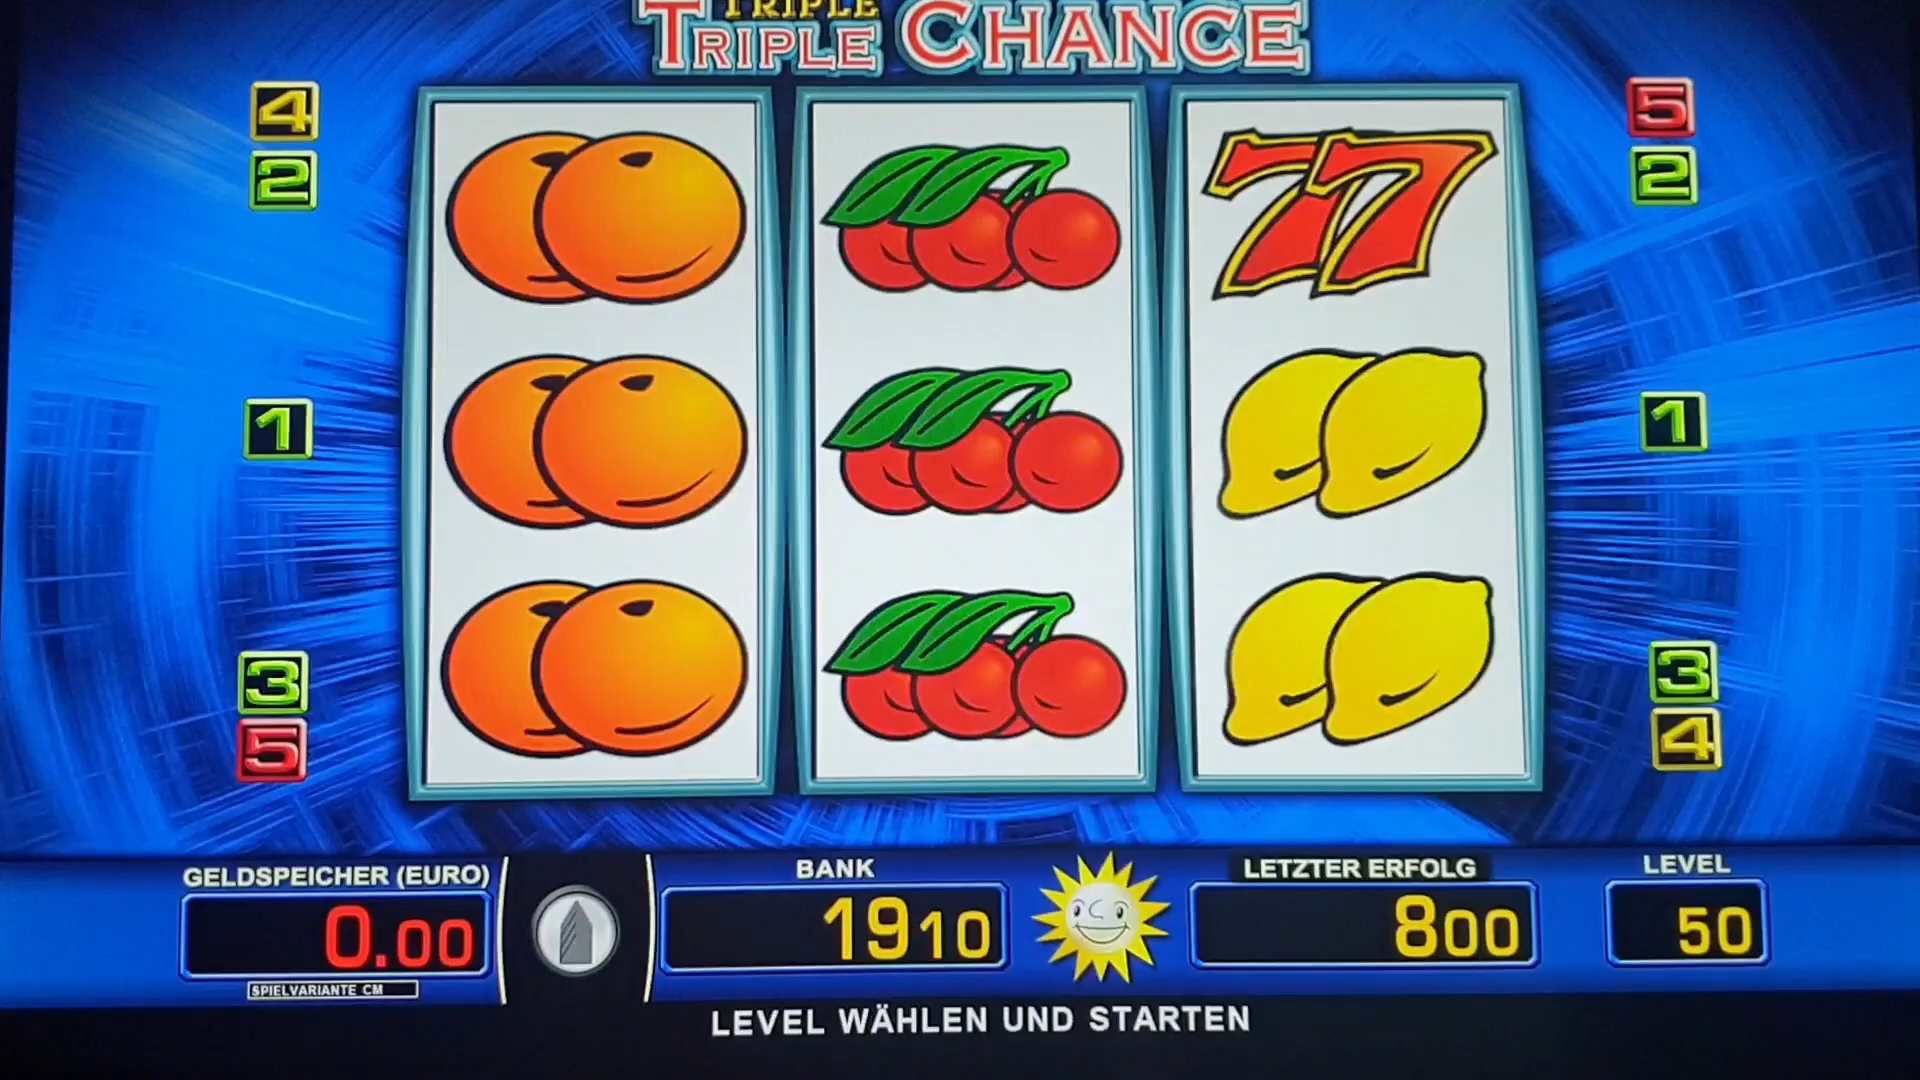 TRIPLE
TRIPLE CHANCE
4
5
2
2
77
1
1
3
3
5
4
GELDSPEICHER (EURO)
BANK
LETZTER ERFOLG
LEVEL
0.00
1910
800
50
SPIELVARIANTE CM
LEVEL WÄHLEN UND STARTEN